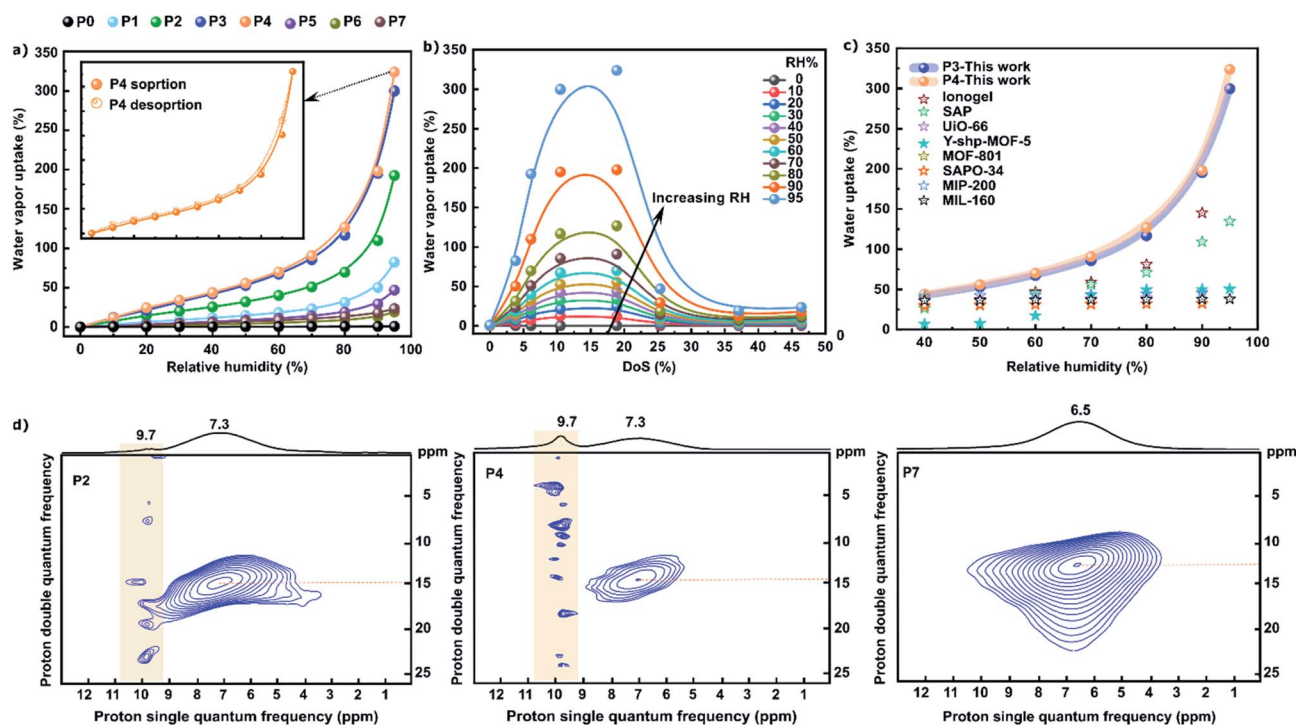 P0 P1 P2 P3 P4 P5 P6 P7
a)
Water vapor uptake (%)
350
300
250
200
150
100
50
0
P4 soprtion
P4 desoprtion
0 20 40 60 80 100
Relative humidity (%)
b)
Water vapor uptake (%)
350
300
250
200
150
100
50
0
RH%
0
10
20
30
40
50
60
70
80
90
95
Increasing RH
0
0 5 10 15 20 25 30 35 40 45 50
DoS (%)
c)
Water uptake (%)
350
300
250
200
150
100
50
0
P3-This work
P4-This work
Ionogel
SAP
UiO-66
Y-shp-MOF-5
MOF-801
SAPO-34
MIP-200
MIL-160
40 50 60 70 80 90 100
Relative humidity (%)
d)
9.7 7.3
ppm
P2
Proton double quantum frequency (ppm)
5
10
15
20
25
12 11 10 9 8 7 6 5 4 3 2 1
Proton single quantum frequency (ppm)
9.7 7.3
ppm
P4
Proton double quantum frequency
5
10
15
20
25
12 11 10 9 8 7 6 5 4 3 2 1
Proton single quantum frequency (ppm)
6.5
ppm
P7
Proton double quantum frequency
5
10
15
20
25
12 11 10 9 8 7 6 5 4 3 2 1
Proton single quantum frequency (ppm)